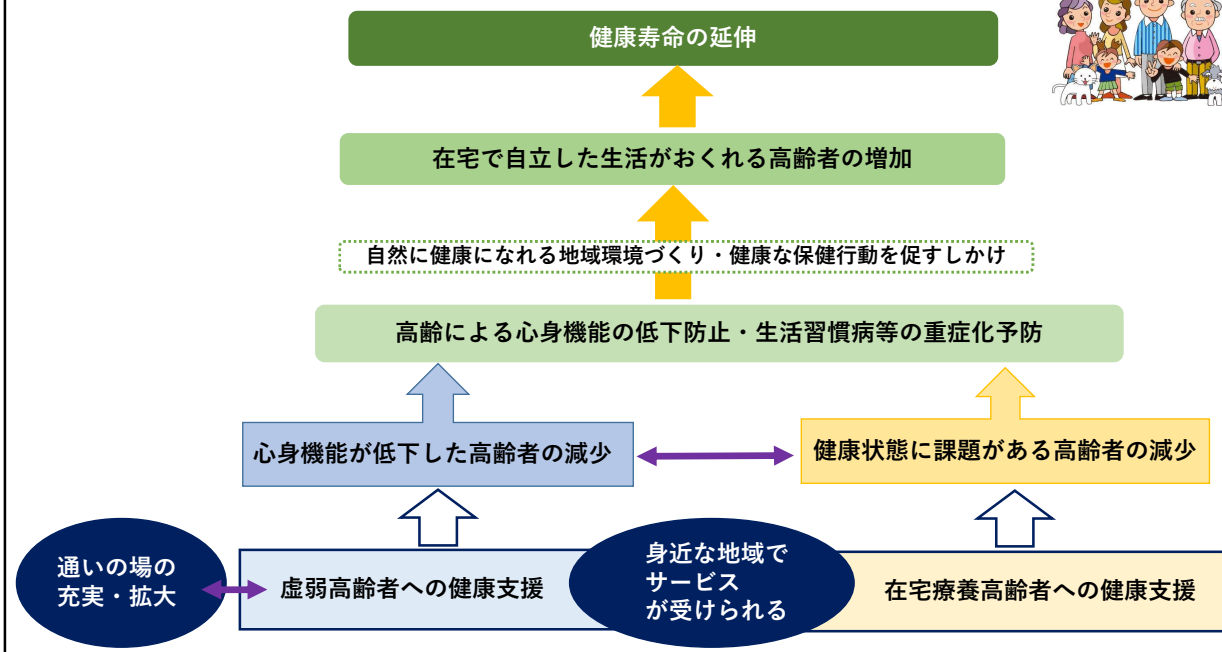 健康寿命の延伸
在宅で自立した生活がおくれる高齢者の増加
自然に健康になれる地域環境づくり・健康な保健行動を促すしかけ
高齢による心身機能の低下防止・生活習慣病等の重症化予防
心身機能が低下した高齢者の減少
健康状態に課題がある高齢者の減少
通いの場の
充実・拡大
虚弱高齢者への健康支援
身近な地域で
サービス
が受けられる
在宅療養高齢者への健康支援